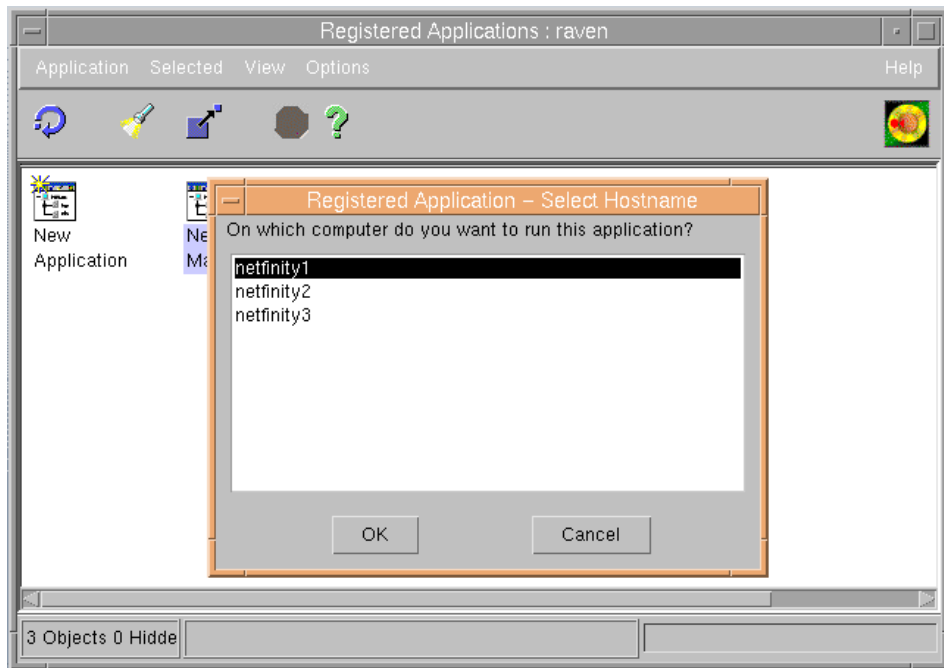 Registered Applications : raven
Application Selected View Options Help
New
Application
Ne
Ma
Registered Application – Select Hostname
On which computer do you want to run this application?
netfinity1
netfinity2
netfinity3
OK Cancel
3 Objects 0 Hidde